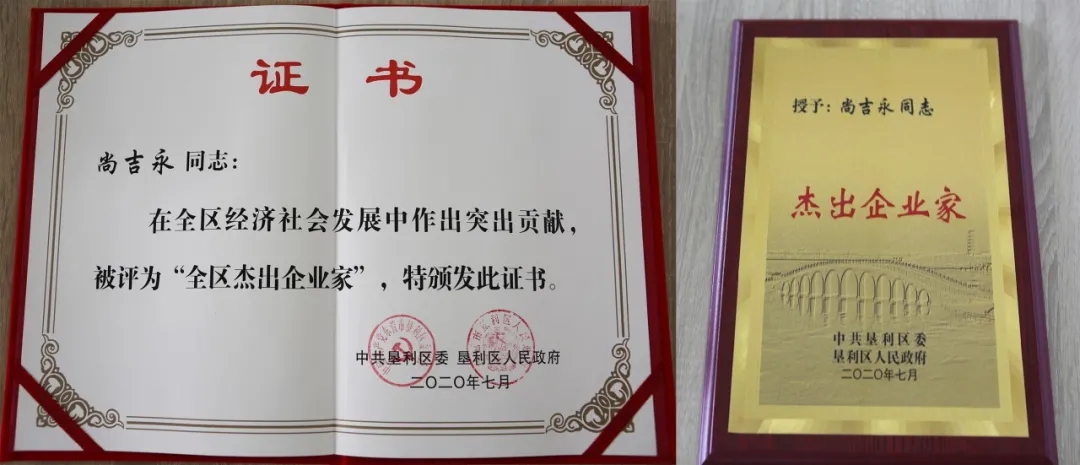 证 书
尚吉永 同志：
在全区经济社会发展中作出突出贡献，
被评为“全区杰出企业家”，特颁发此证书。
中共垦利区委 垦利区人民政府
二〇二〇年七月
授予：尚吉永 同志
杰出企业家
中共垦利区委
垦利区人民政府
二〇二〇年七月